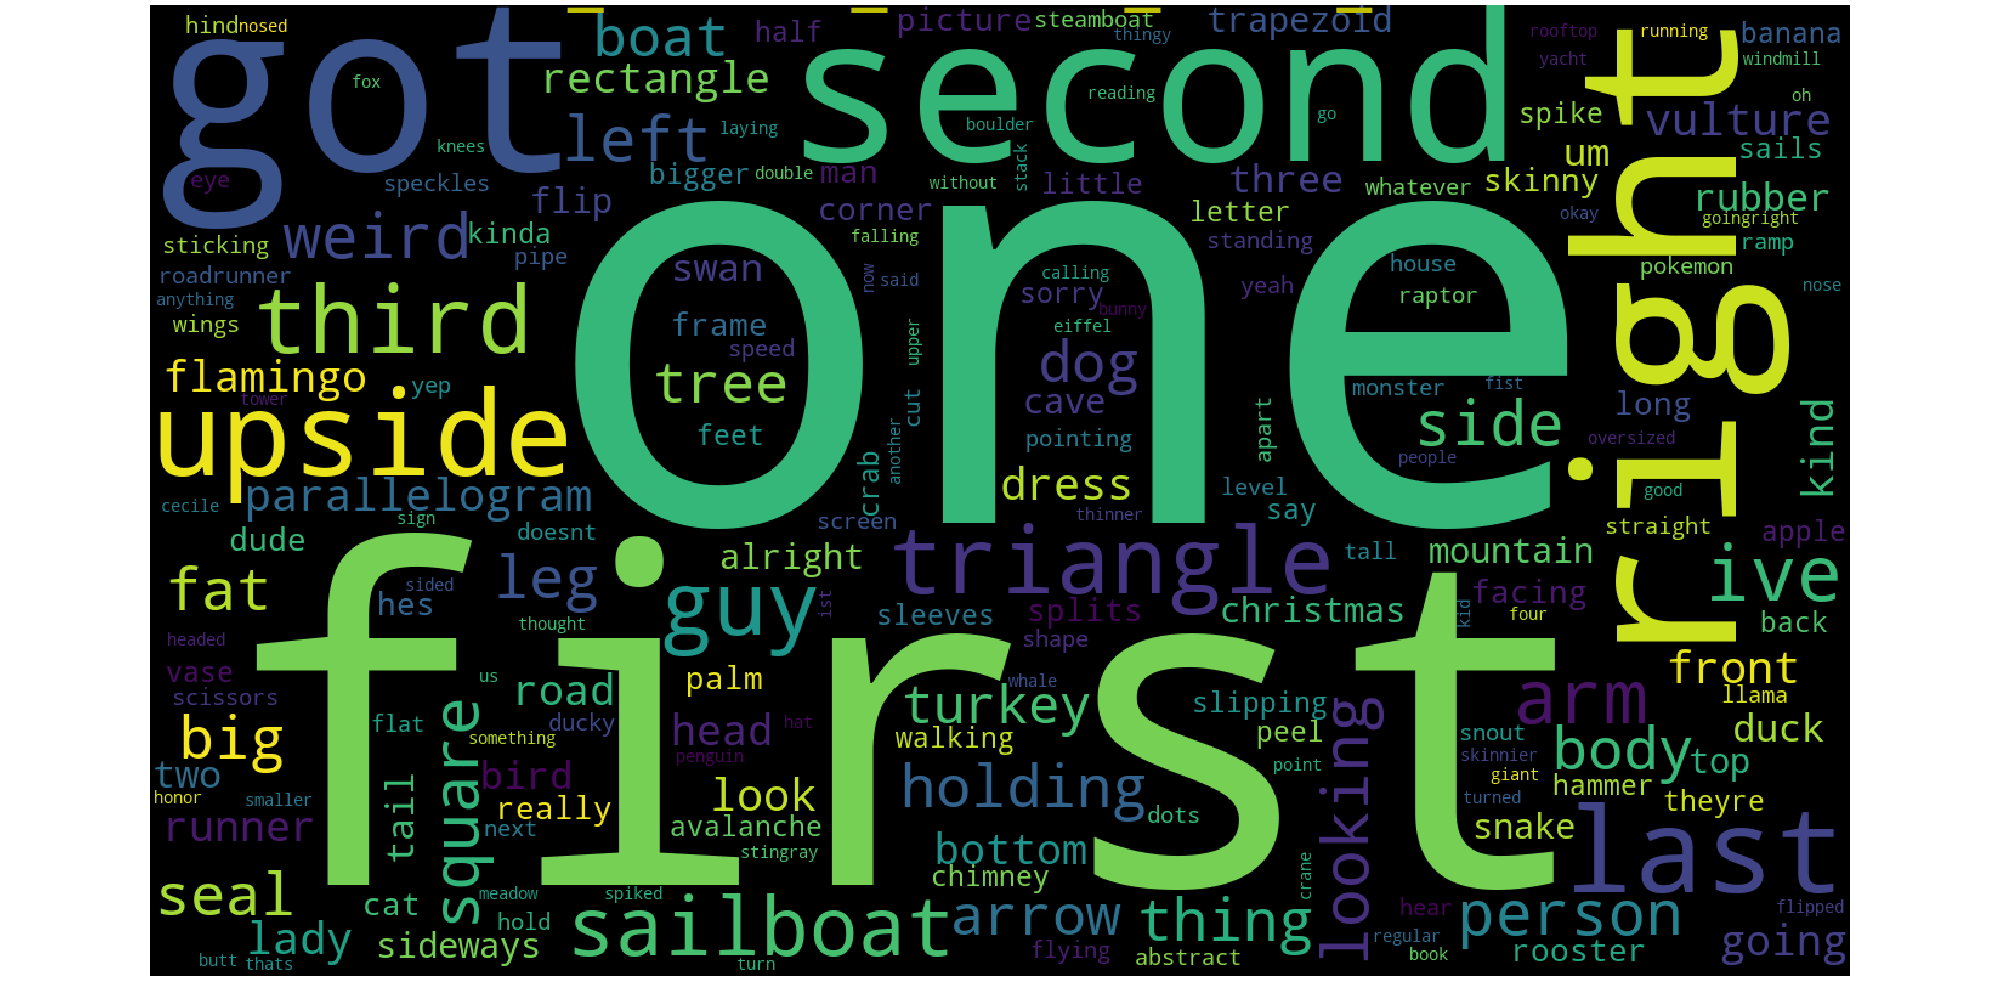 hind
nosed
got
boat
half
picture
steamboat
thingy
trapezoid
rooftop
running
banana
yacht
windmill
rectangle
fox
second
reading
go
oh
spike
vulture
left
laying
boulder
knees
um
sails
eye
speckles
flip
bigger
double
man
without
stack
little
three
whatever
skinny
rubber
right
weird
kinda
corner
letter
okay
goingright
sticking
pipe
falling
standing
ramp
roadrunner
swan
now
said
calling
sorry
yeah
house
pokemon
nose
anything
third
one
bunny
raptor
wings
frame
upper
eiffel
speed
dog
flamingo
yep
tree
tower
cut
cave
monster
fist
long
kind
upside
feet
another
pointing
apart
side
oversized
people
crab
parallelogram
dress
level
good
cecile
sign
screen
thinner
say
straight
dude
doesnt
apple
alright
triangle
tall
mountain
fat
leg
guy
ive
hes
sided
ist
sleeves
splits
christmas
kid
facing
four
first
thought
shape
back
headed
vase
us
palm
whale
front
scissors
road
turkey
slipping
arm
llama
flat
ducky
head
hat
walking
peel
looking
snout
duck
big
square
something
penguin
skinnier
body
top
two
bird
holding
point
giant
honor
smaller
really
look
turned
hammer
theyre
runner
tail
next
avalanche
dots
snake
stingray
bottom
last
seal
meadow
spiked
chimney
crane
cat
hold
sailboat
arrow
thing
hear
person
flipped
lady
sideways
flying
abstract
regular
book
rooster
going
butt
thats
turn